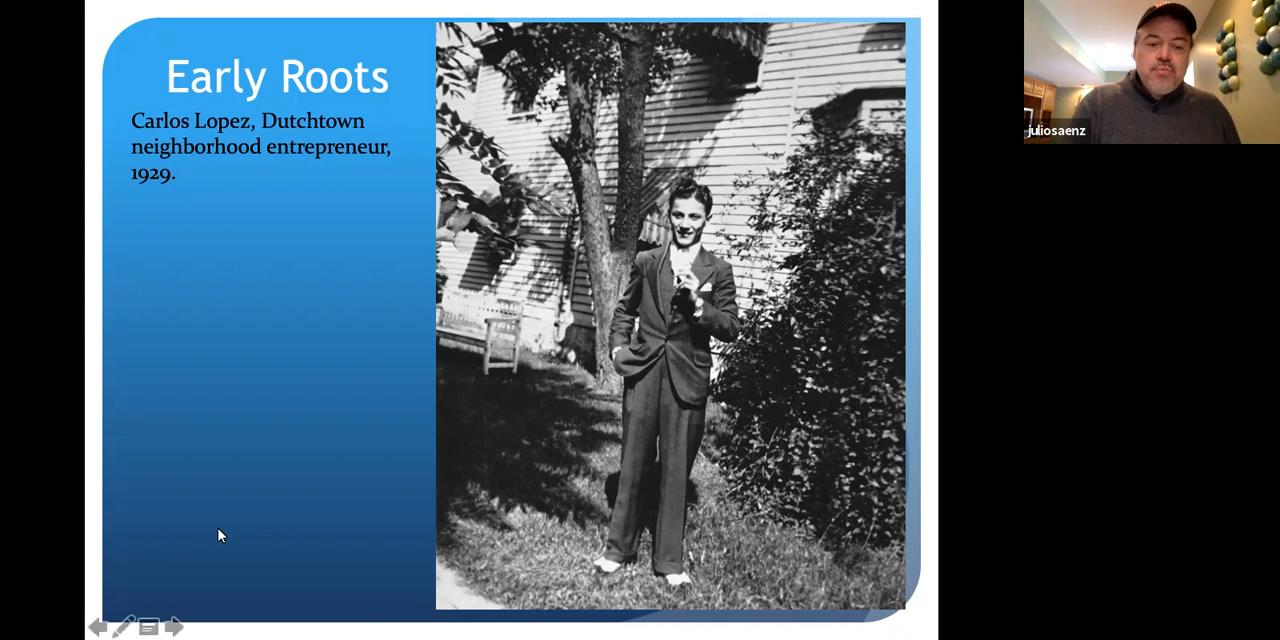 Early Roots
Carlos Lopez, Dutchtown
neighborhood entrepreneur,
1929.
juliosaenz